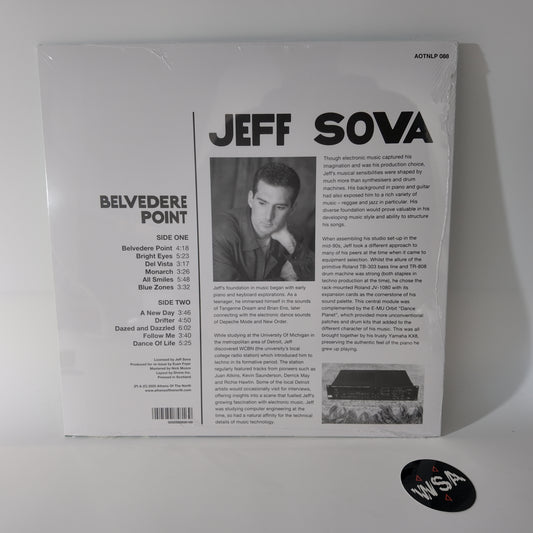 AOTNLP 088
JEFF SOVA
BELVEDERE
POINT
SIDE ONE
Belvedere Point 4:18
Bright Eyes 5:23
Del Vista 3:17
Monarch 3:26
All Smiles 5:48
Blue Zones 3:32
SIDE TWO
A New Day 3:46
Drifter 4:50
Dazed and Dazzled 6:02
Follow Me 3:40
Dance Of Life 5:25
Licensed by Jeff Sova
Produced for re-issue by Euan Fryer
Mastered by Nick Moon
Layout by
Printed in Scotland
(P) & (C) 2025 Athens Of The North
www.athensofthenorth.com
Jeff's foundation in music began with early
piano and keyboard explorations. As a
teenager, he immersed himself in the sounds
of Tangerine Dream and Brian Eno, later
connecting with the electronic dance sounds
of Depeche Mode and New Order.
While studying at the University Of Michigan in
the metropolitan area of Detroit, Jeff
discovered WCBN (the university's local
college radio station) which introduced him to
techno in its formative period. The station
regularly featured tracks from pioneers such as
Juan Atkins, Kevin Saunderson, Derrick May
and Richie Hawtin. Some of the local Detroit
artists would occasionally visit for interviews,
offering insights into a scene that fuelled Jeff's
growing fascination with electronic music. Jeff
was studying computer engineering at the
time, so had a natural affinity for the technical
details of music technology.
Though electronic music captured his
imagination and was his production choice,
Jeff's musical sensibilities were shaped by
much more than synthesisers and drum
machines. His background in piano and guitar
had also exposed him to a rich variety of
music – reggae and jazz in particular. His
diverse foundation would prove valuable in his
developing music style and ability to structure
his songs.
When assembling his studio set-up in the
mid-90s, Jeff took a different approach to
many of his peers at the time when it came to
equipment selection. Whilst the allure of the
primitive Roland TB-303 bass line and TR-808
drum machine was strong (both staples in
techno production at the time), he chose the
rack-mounted Roland JV-1080 with its
expansion cards as the cornerstone of his
sound palette. This central module was
complemented by the E-MU Orbit "Dance
Planet", which provided more unconventional
patches and drum kits that added to the
different character of his music. This was all
brought together by his trusty Yamaha KX8,
preserving the authentic feel of the piano he
grew up playing.
WSA